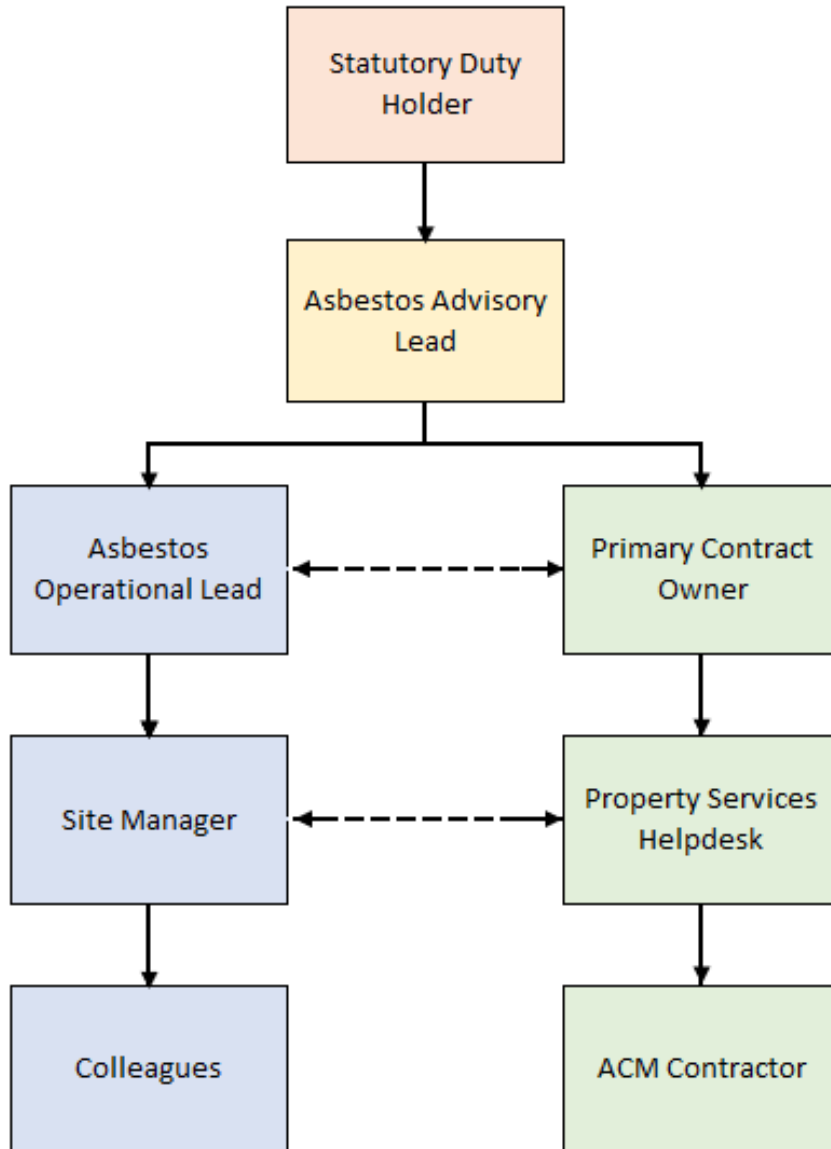 Statutory Duty
Holder
Asbestos Advisory
Lead
Asbestos
Operational Lead
Primary Contract
Owner
Site Manager
Property Services
Helpdesk
Colleagues
ACM Contractor